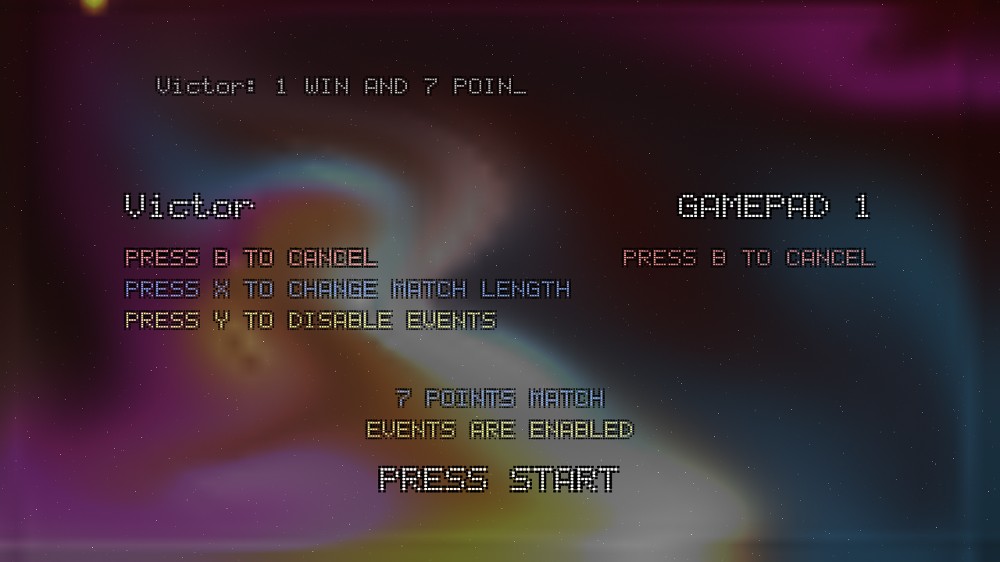 Victor: 1 WIN AND 7 POIN_
Victor
GAMEPAD 1
PRESS B TO CANCEL
PRESS B TO CANCEL
PRESS X TO CHANGE MATCH LENGTH
PRESS Y TO DISABLE EVENTS
7 POINTS MATCH
EVENTS ARE ENABLED
PRESS START